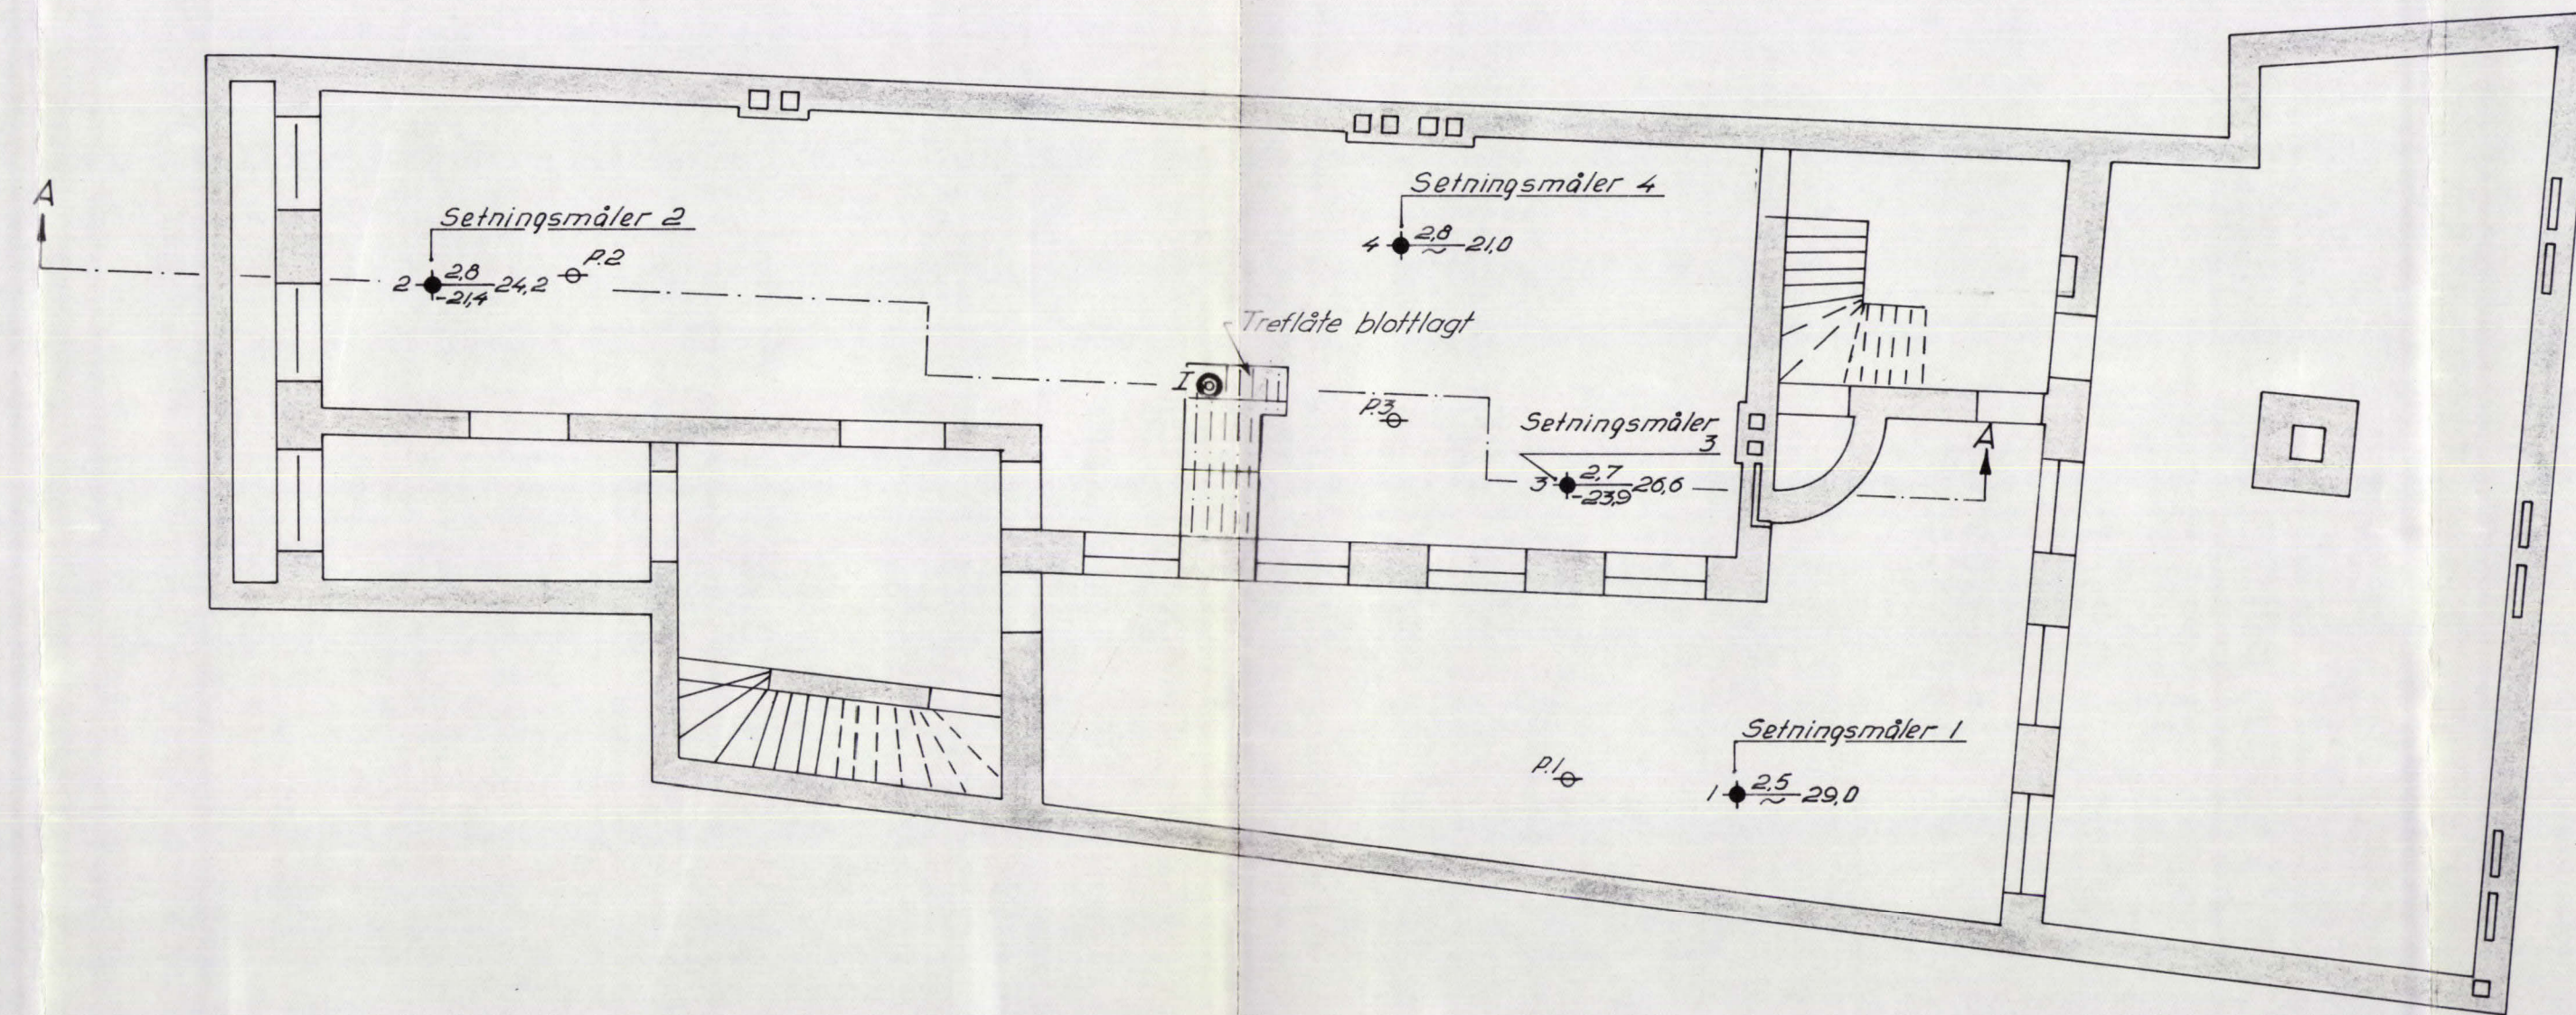 A
Setningsmåler 2
2 2,8 24,2
-21,4
P.2
Setningsmåler 4
4 2,8 21,0
~
Treflåte blottlagt
I
P.3
Setningsmåler
3
3 2,7 26,6
-23,9
A
Setningsmåler 1
P.1
1 2,5 29,0
~